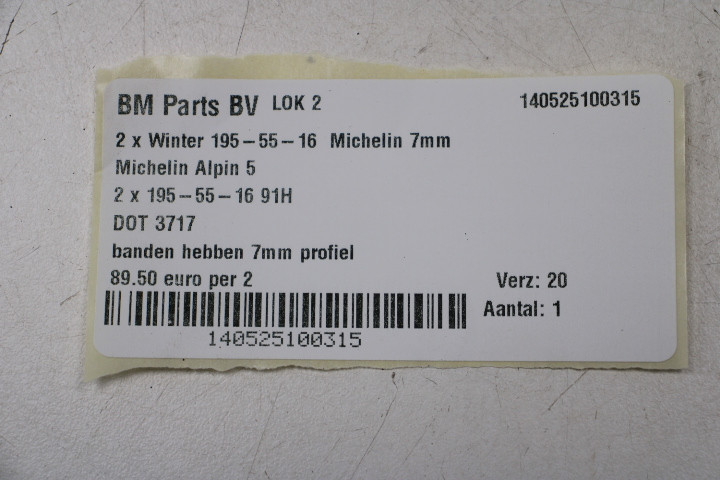 BM Parts BV LOK 2 140525100315
2 x Winter 195-55-16 Michelin 7mm
Michelin Alpin 5
2 x 195-55-16 91H
DOT 3717
banden hebben 7mm profiel
89.50 euro per 2 Verz: 20
Aantal: 1
140525100315